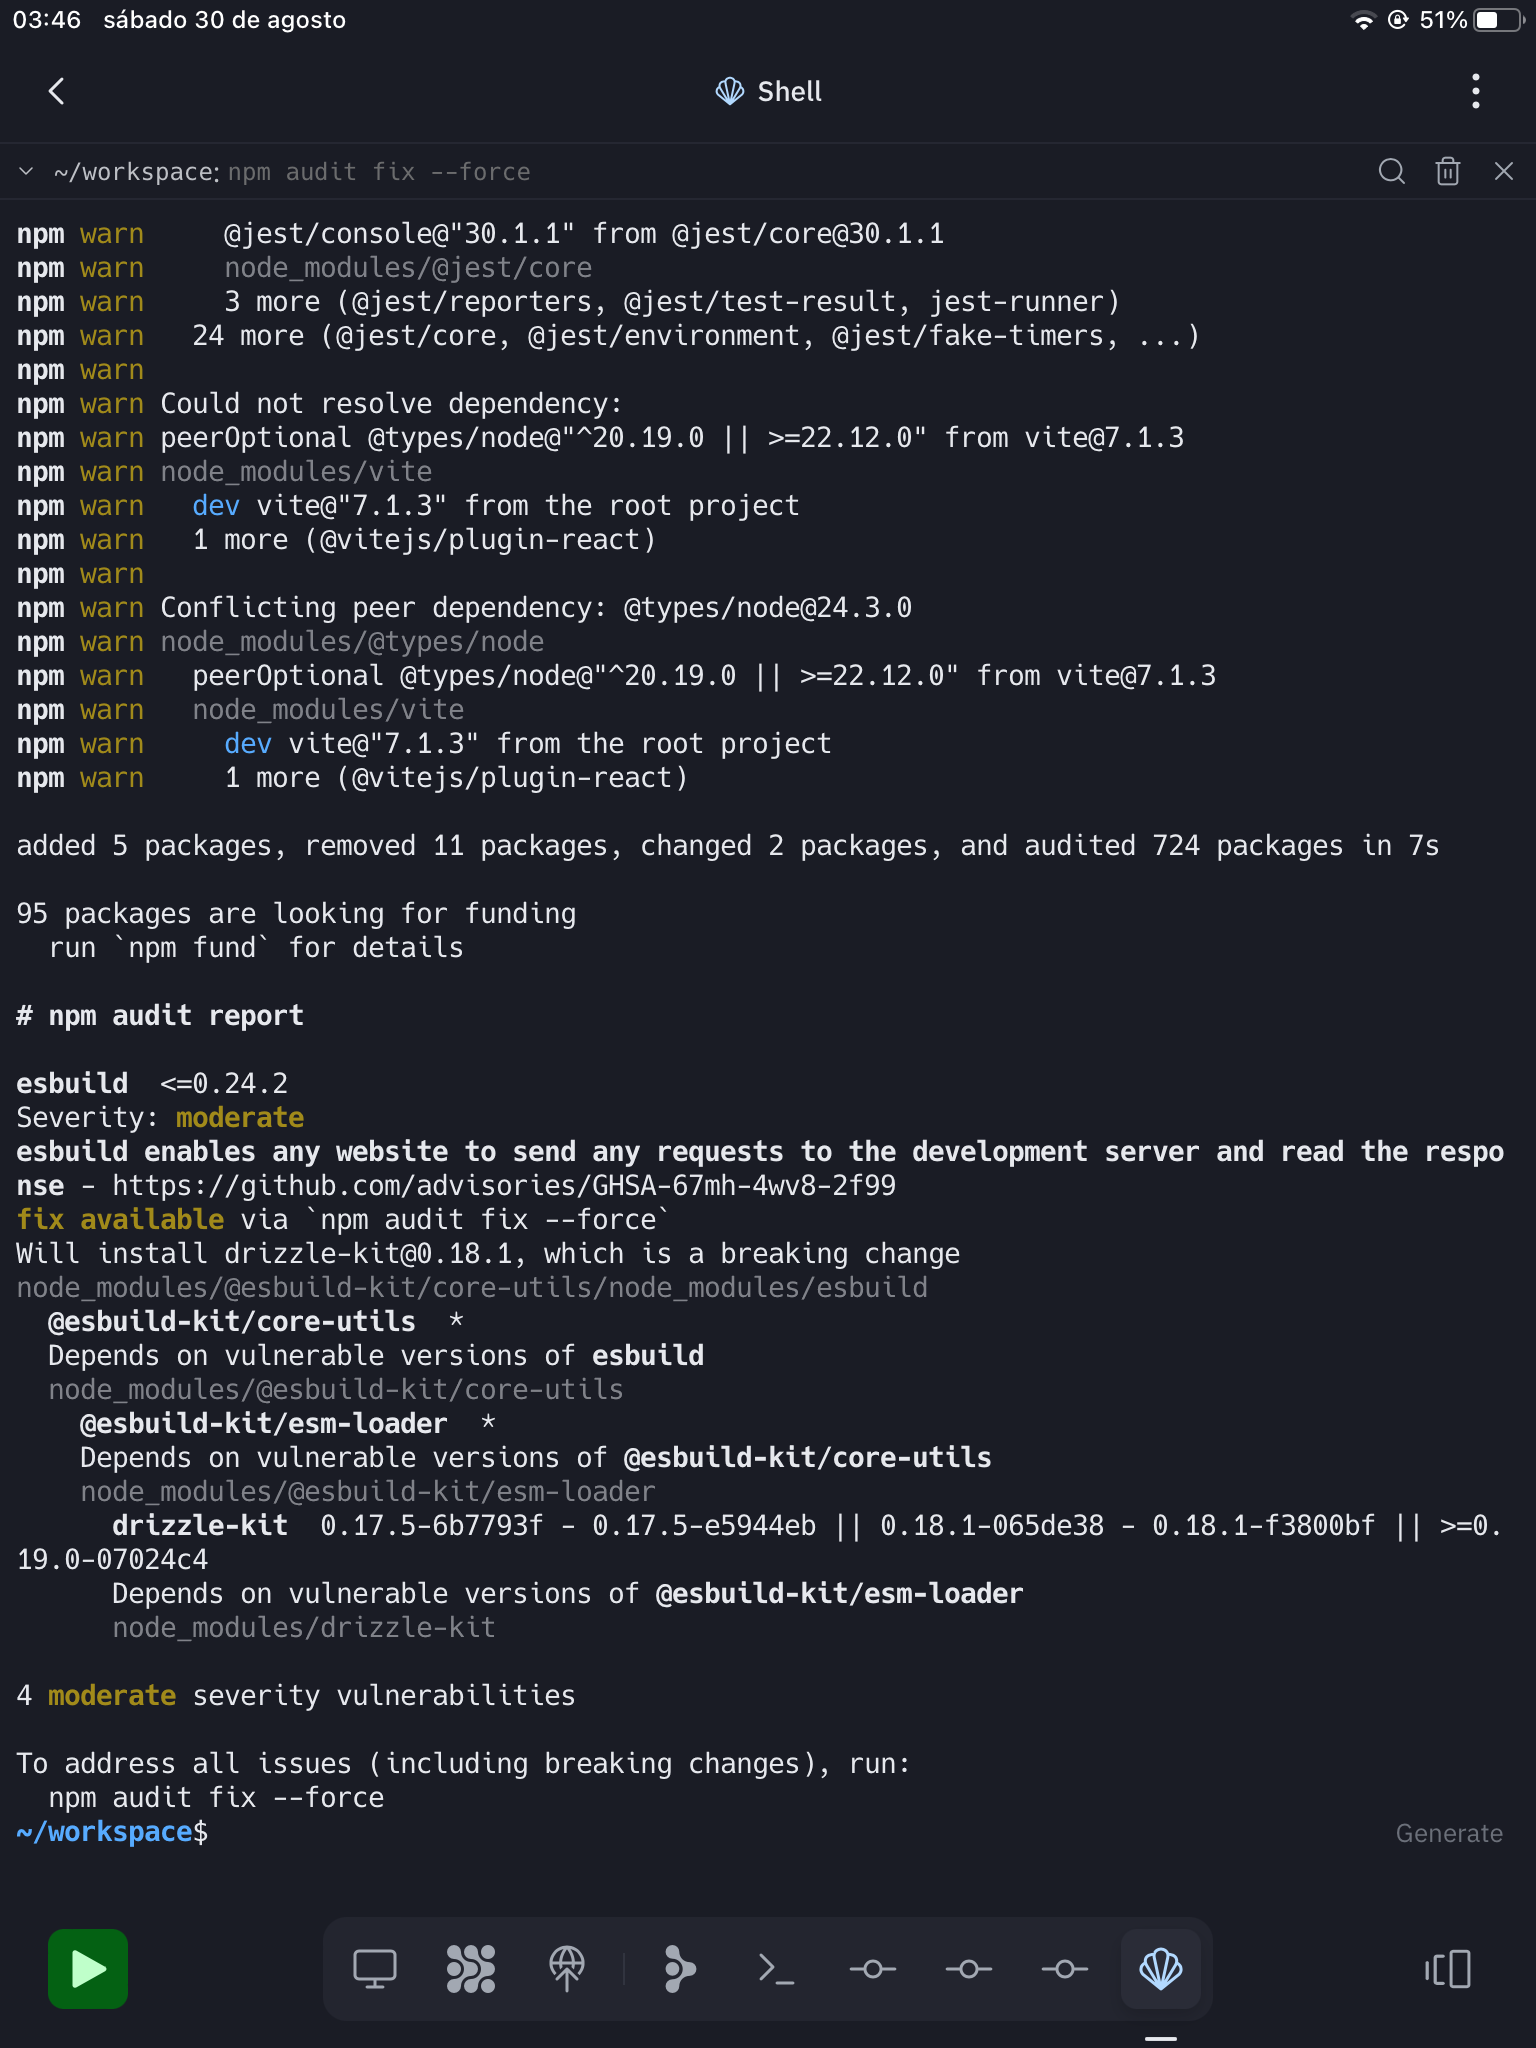 03:46 sábado 30 de agosto 51%
Shell
~/workspace: npm audit fix --force
npm warn     @jest/console@"30.1.1" from @jest/core@30.1.1
npm warn     node_modules/@jest/core
npm warn     3 more (@jest/reporters, @jest/test-result, jest-runner)
npm warn   24 more (@jest/core, @jest/environment, @jest/fake-timers, ...)
npm warn
npm warn Could not resolve dependency:
npm warn peerOptional @types/node@"^20.19.0 || >=22.12.0" from vite@7.1.3
npm warn node_modules/vite
npm warn   dev vite@"7.1.3" from the root project
npm warn   1 more (@vitejs/plugin-react)
npm warn
npm warn Conflicting peer dependency: @types/node@24.3.0
npm warn node_modules/@types/node
npm warn   peerOptional @types/node@"^20.19.0 || >=22.12.0" from vite@7.1.3
npm warn   node_modules/vite
npm warn     dev vite@"7.1.3" from the root project
npm warn     1 more (@vitejs/plugin-react)
added 5 packages, removed 11 packages, changed 2 packages, and audited 724 packages in 7s
95 packages are looking for funding
  run `npm fund` for details
# npm audit report
esbuild  <=0.24.2
Severity: moderate
esbuild enables any website to send any requests to the development server and read the respo
nse - https://github.com/advisories/GHSA-67mh-4wv8-2f99
fix available via `npm audit fix --force`
Will install drizzle-kit@0.18.1, which is a breaking change
node_modules/@esbuild-kit/core-utils/node_modules/esbuild
  @esbuild-kit/core-utils  *
  Depends on vulnerable versions of esbuild
  node_modules/@esbuild-kit/core-utils
    @esbuild-kit/esm-loader  *
    Depends on vulnerable versions of @esbuild-kit/core-utils
    node_modules/@esbuild-kit/esm-loader
      drizzle-kit  0.17.5-6b7793f - 0.17.5-e5944eb || 0.18.1-065de38 - 0.18.1-f3800bf || >=0.
19.0-07024c4
      Depends on vulnerable versions of @esbuild-kit/esm-loader
      node_modules/drizzle-kit
4 moderate severity vulnerabilities
To address all issues (including breaking changes), run:
  npm audit fix --force
~/workspace$
Generate